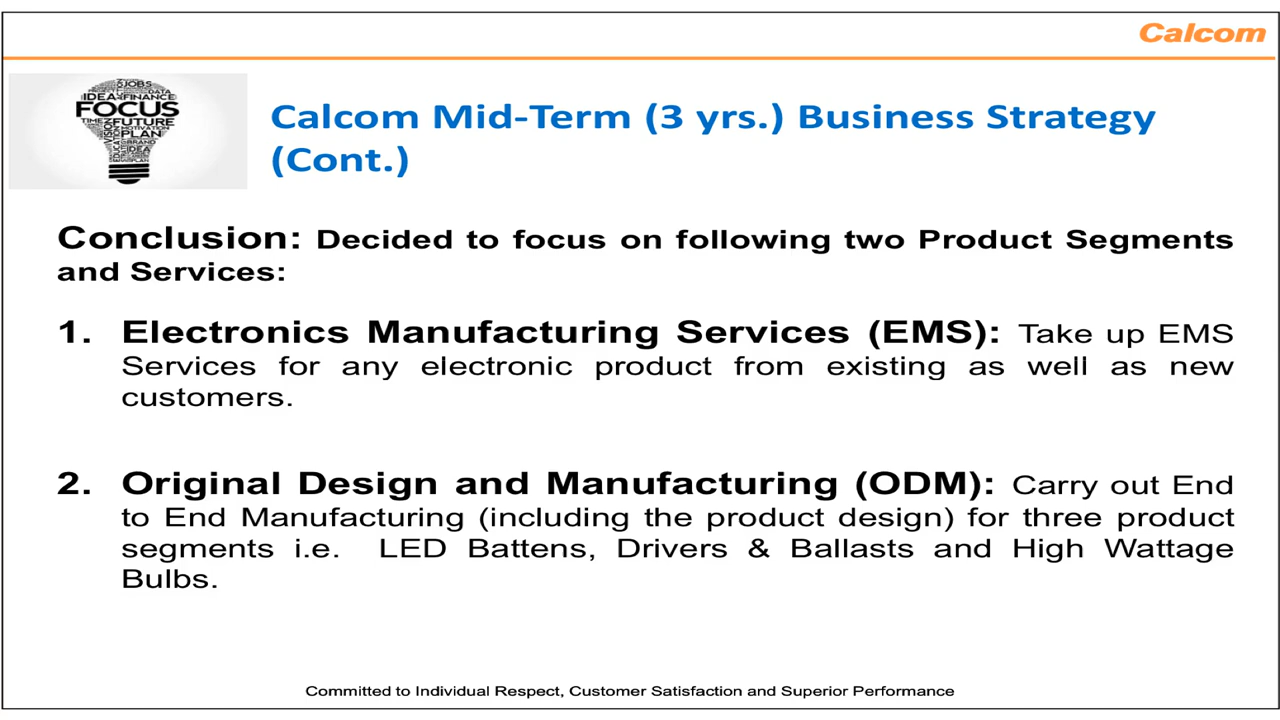 Calcom
JOBS
IDEA FINANCE
DATA
FOCUS
FUTURE
MOTIVATION
PLAN
BRAND
IDEA
Calcom Mid-Term (3 yrs.) Business Strategy
(Cont.)
Conclusion: Decided to focus on following two Product Segments
and Services:
1. Electronics Manufacturing Services (EMS): Take up EMS
Services for any electronic product from existing as well as new
customers.
2. Original Design and Manufacturing (ODM): Carry out End
to End Manufacturing (including the product design) for three product
segments i.e. LED Battens, Drivers & Ballasts and High Wattage
Bulbs.
Committed to Individual Respect, Customer Satisfaction and Superior Performance